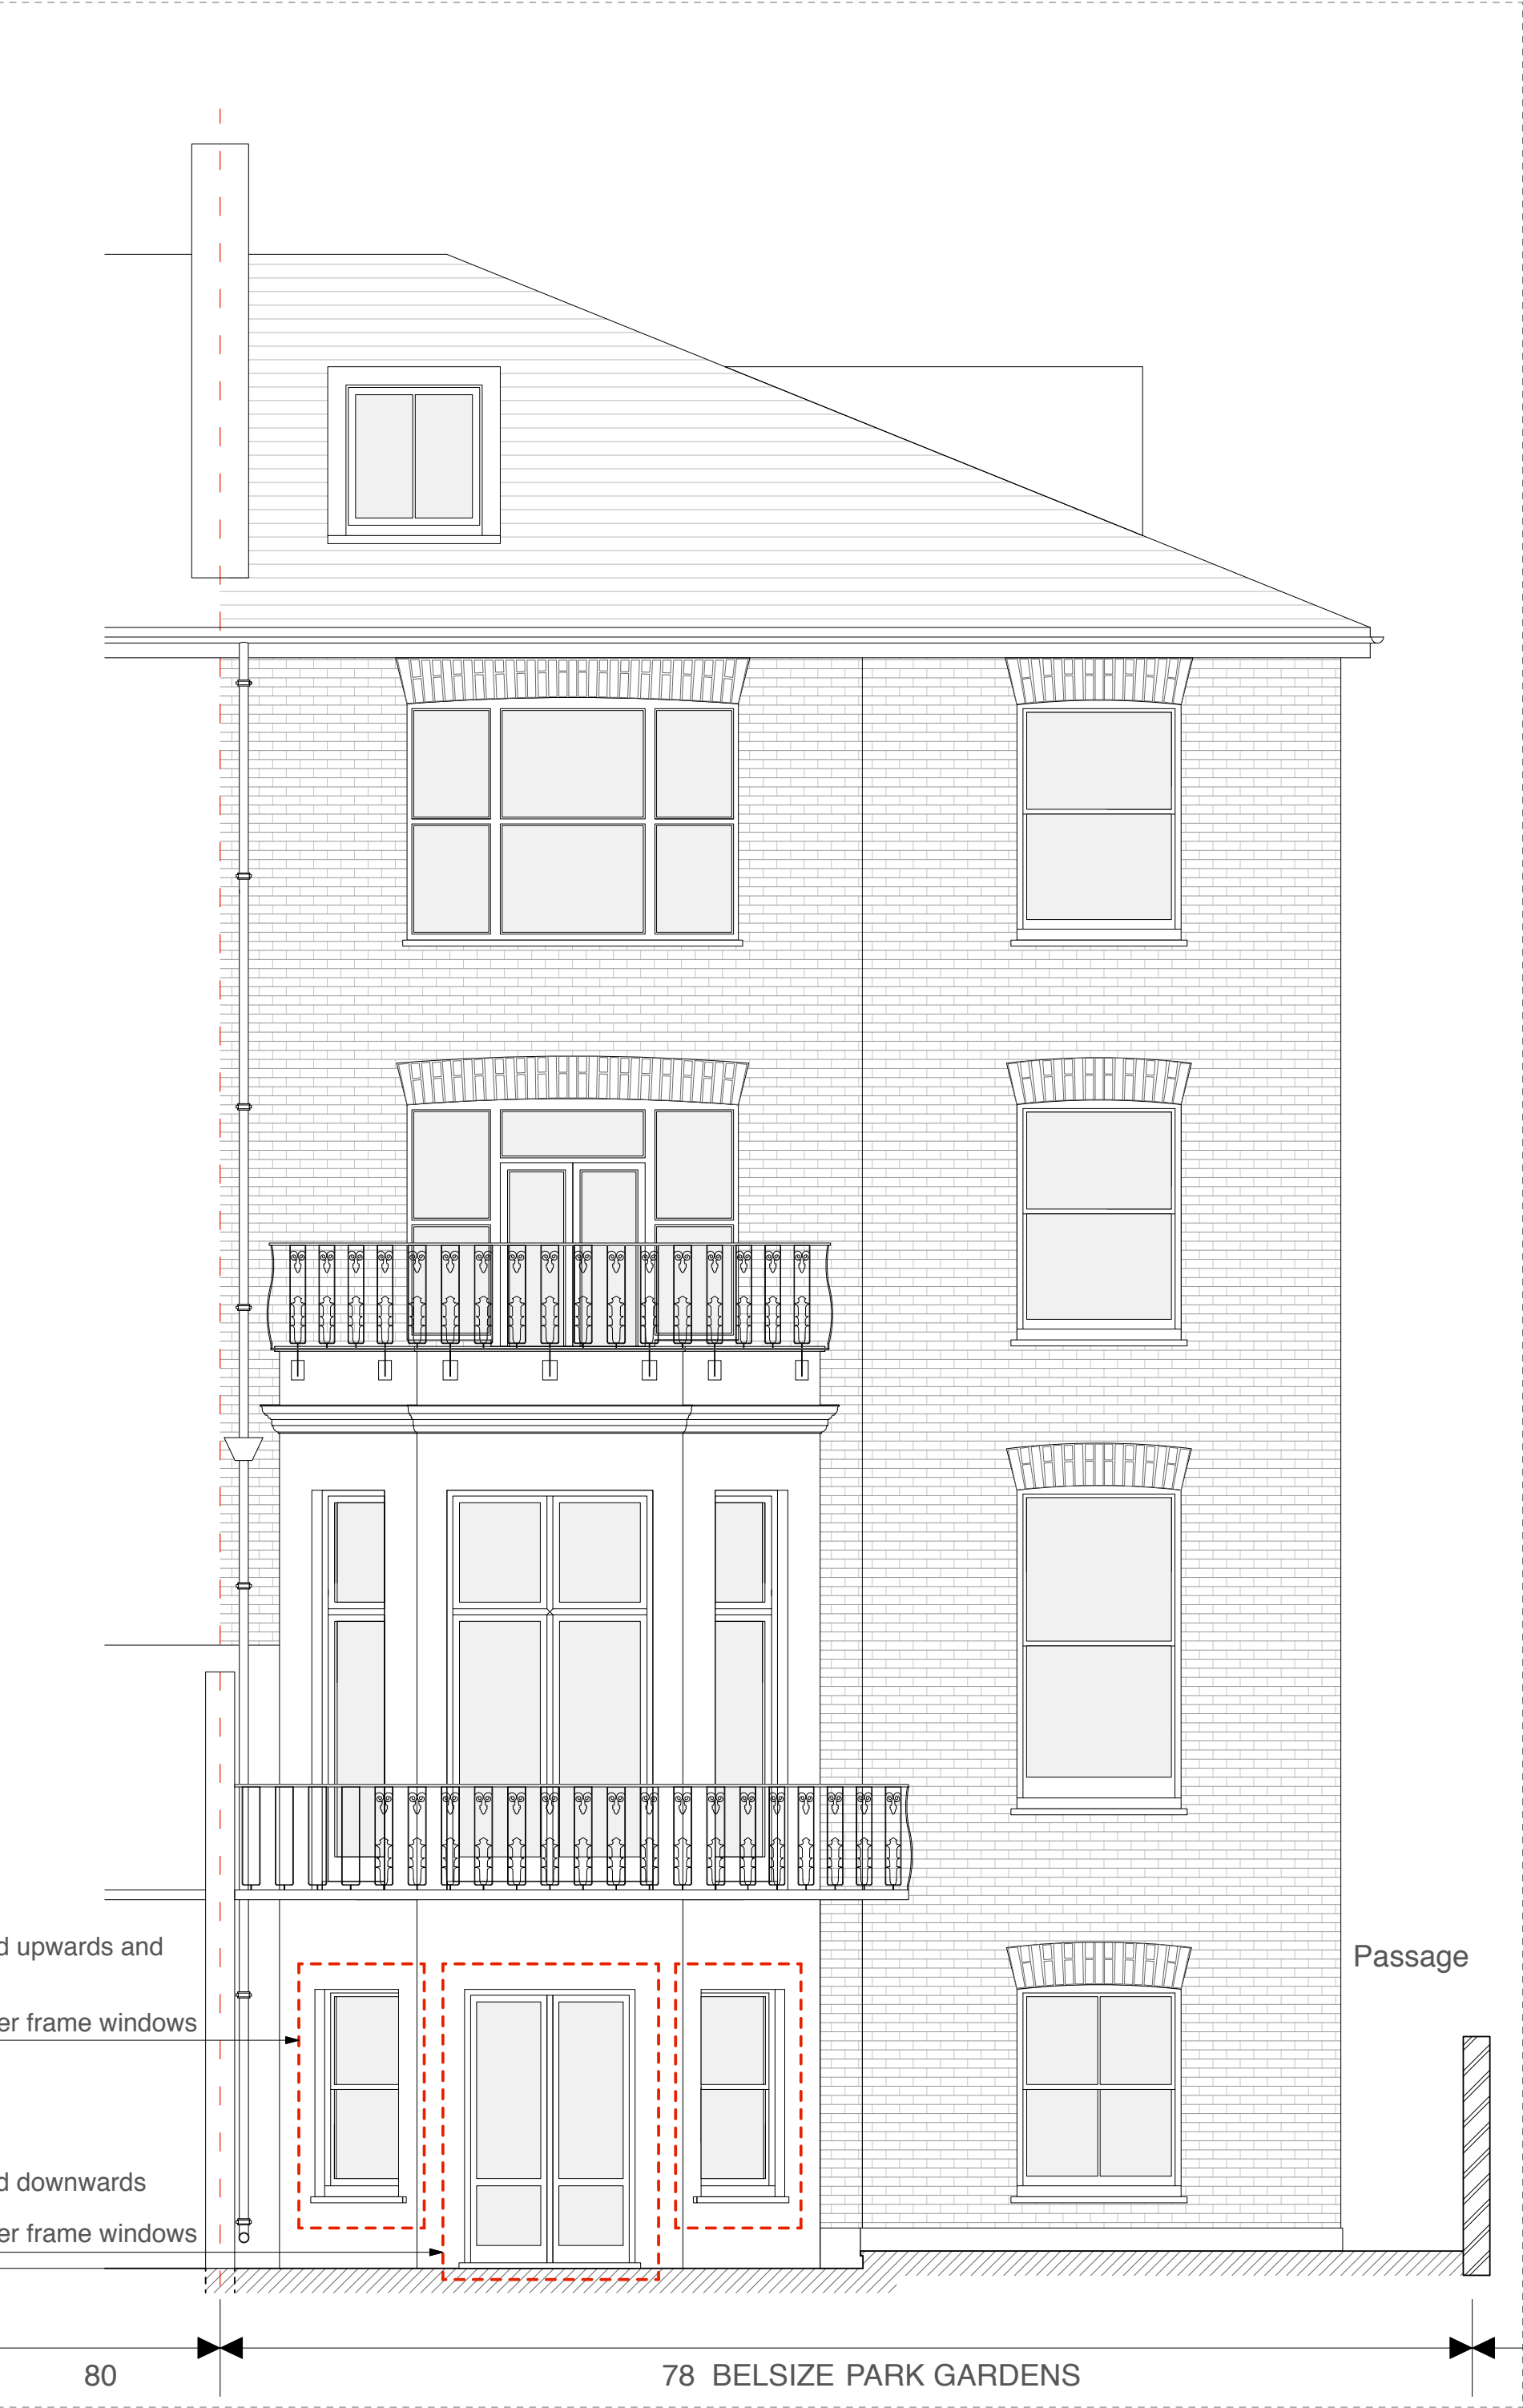 d upwards and
er frame windows
Passage
d downwards
er frame windows
80
78 BELSIZE PARK GARDENS